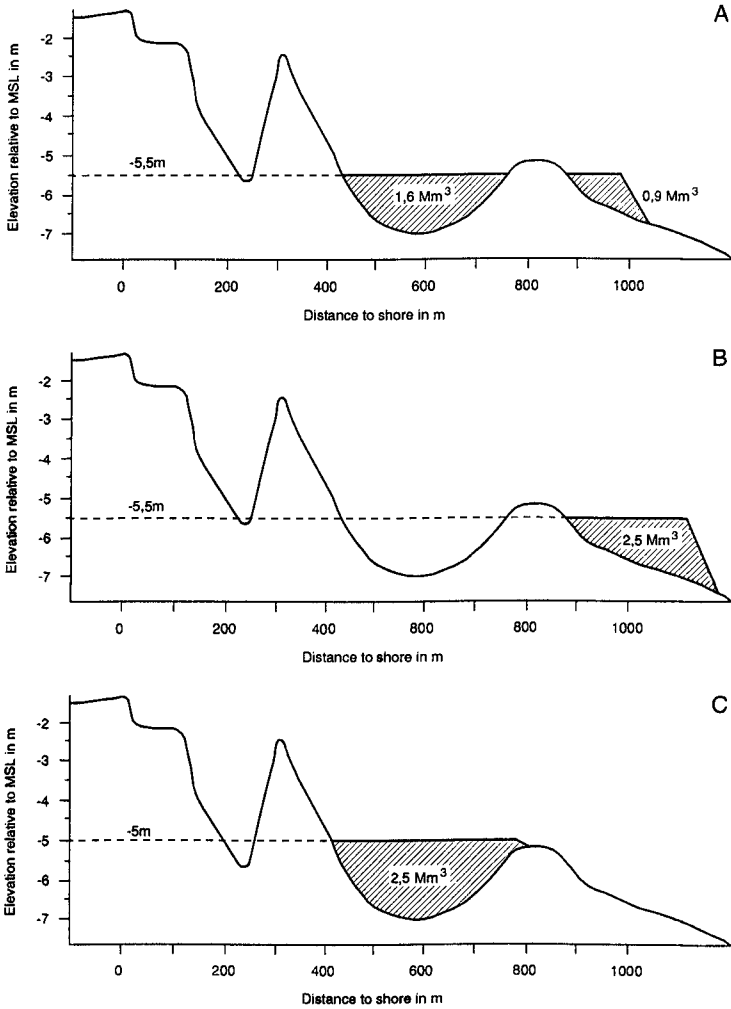 A
Elevation relative to MSL in m
-2
-3
-4
-5
-6
-7
-5,5m
1,6 Mm³
0,9 Mm³
0 200 400 600 800 1000
Distance to shore in m
B
Elevation relative to MSL in m
-2
-3
-4
-5
-6
-7
-5,5m
2,5 Mm³
0 200 400 600 800 1000
Distance to shore in m
C
Elevation relative to MSL in m
-2
-3
-4
-5
-6
-7
-5m
2,5 Mm³
0 200 400 600 800 1000
Distance to shore in m